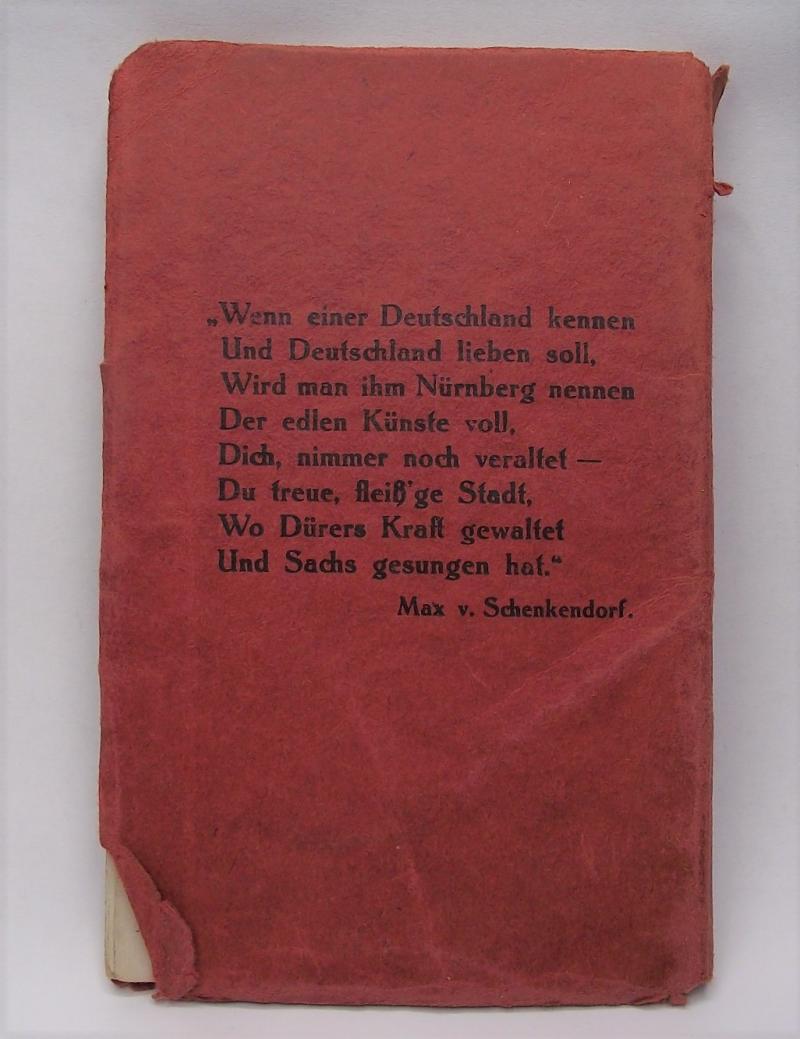 „Wenn einer Deutschland kennen
Und Deutschland lieben soll,
Wird man ihm Nürnberg nennen
Der edlen Künste voll,
Dich, nimmer noch veraltet —
Du treue, fleiß'ge Stadt,
Wo Dürers Kraft gewaltet
Und Sachs gesungen hat.“
Max v. Schenkendorf.